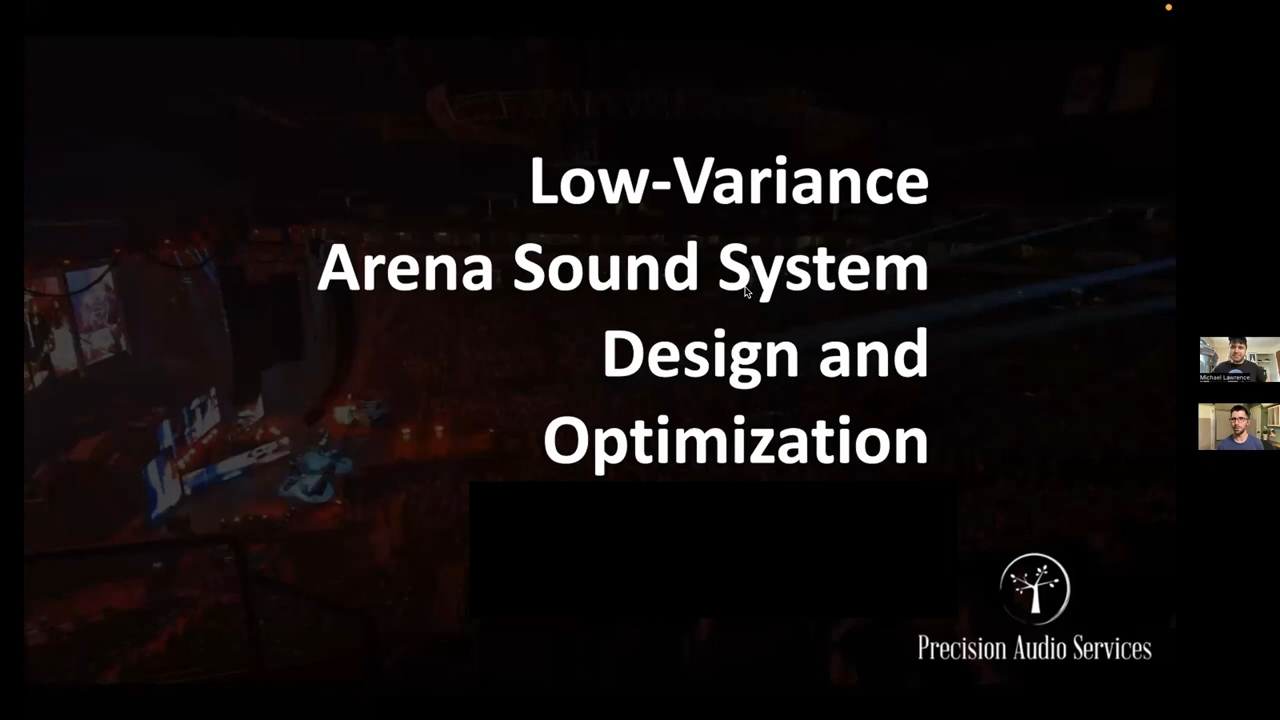 Low-Variance
Arena Sound System
Design and
Optimization
Precision Audio Services
Michael Lawrence